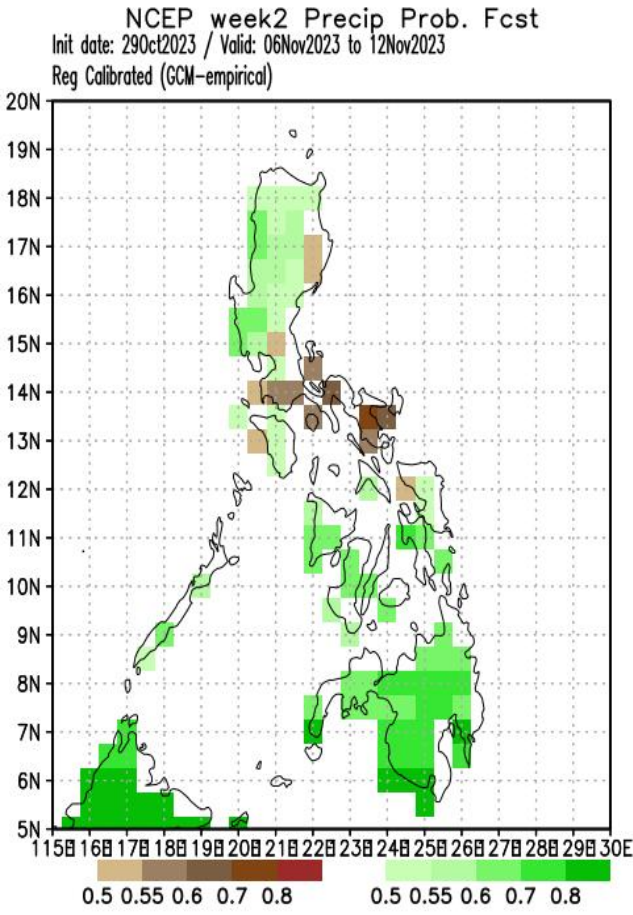 NCEP week2 Precip Prob. Fcst
Init date: 29Oct2023 / Valid: 06Nov2023 to 12Nov2023
Reg Calibrated (GCM-empirical)
20N
19N
18N
17N
16N
15N
14N
13N
12N
11N
10N
9N
8N
7N
6N
5N
115E 116E 117E 118E 119E 120E 121E 122E 123E 124E 125E 126E 127E 128E 129E 130E
0.5 0.55 0.6 0.7 0.8 0.5 0.55 0.6 0.7 0.8